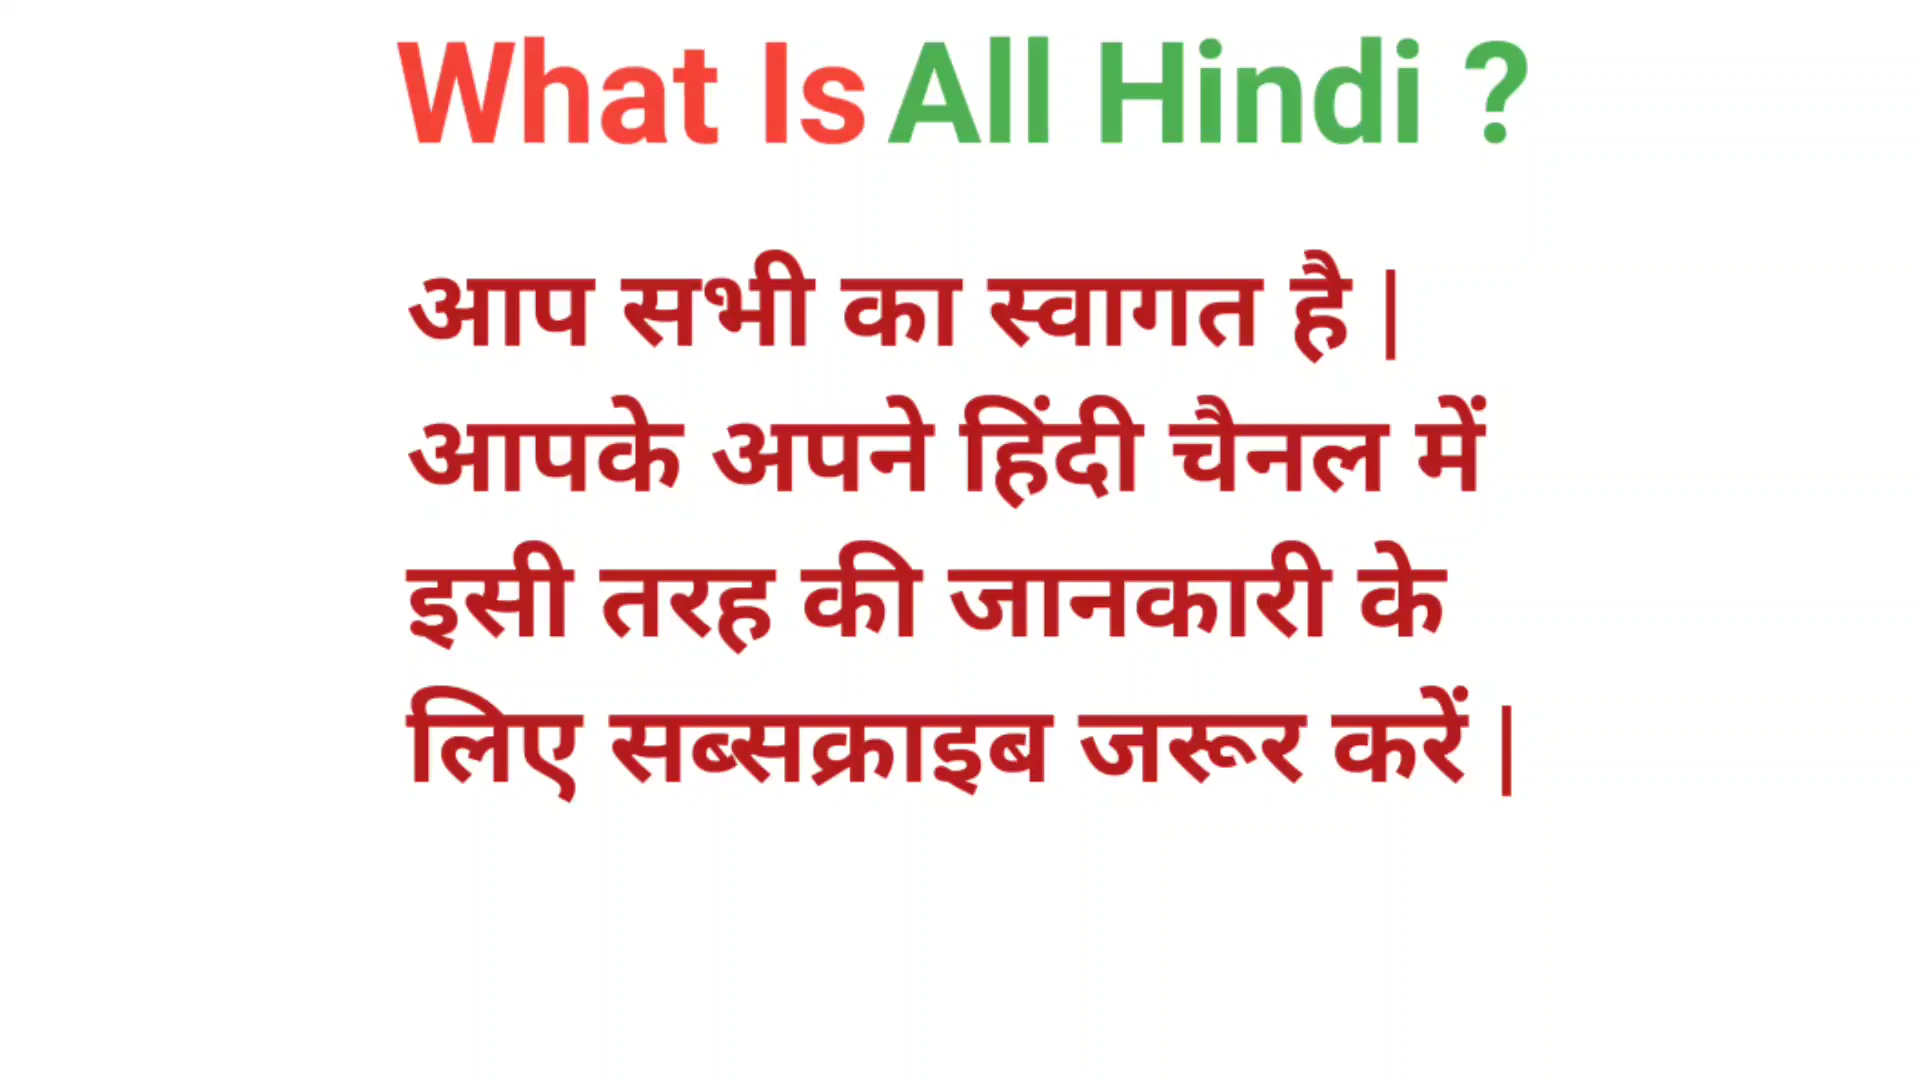 What Is All Hindi ?
आप सभी का स्वागत है |
आपके अपने हिंदी चैनल में
इसी तरह की जानकारी के
लिए सब्सक्राइब जरूर करें |